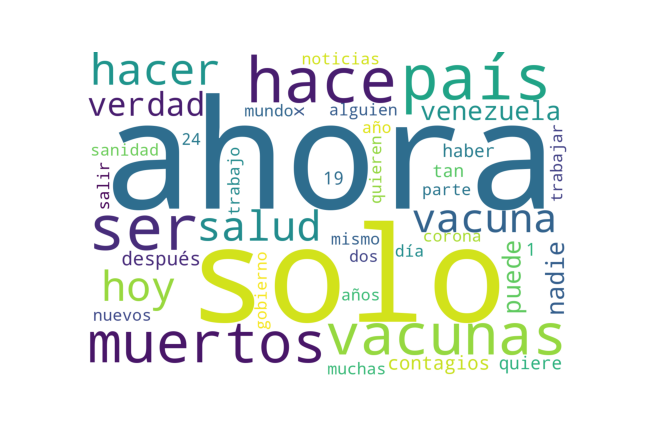 noticias
hacer
hace
país
verdad
mundo
x
alguien
venezuela
ahora
año
24
sanidad
haber
trabajar
salir
trabajo
19
quieren
tan
parte
ser
salud
vacuna
mismo
corona
después
dos
día
1
solo
gobierno
puede
nadie
hoy
años
nuevos
muertos
vacunas
contagios
quiere
muchas